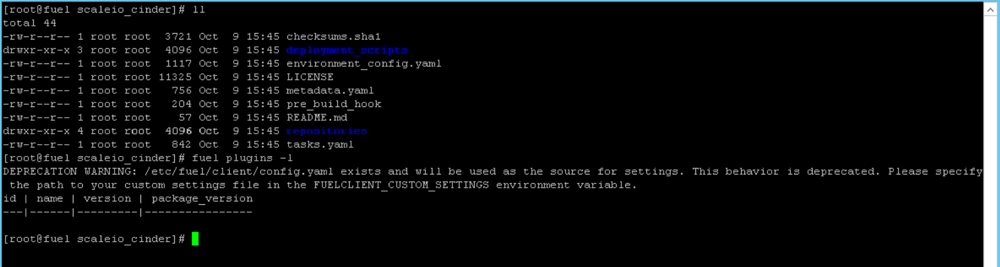 [root@fuel scaleio_cinder]# ll
total 44
-rw-r--r-- 1 root root  3721 Oct  9 15:45 checksums.sha1
drwxr-xr-x 3 root root  4096 Oct  9 15:45 deployment_scripts
-rw-r--r-- 1 root root  1117 Oct  9 15:45 environment_config.yaml
-rw-r--r-- 1 root root 11325 Oct  9 15:45 LICENSE
-rw-r--r-- 1 root root   756 Oct  9 15:45 metadata.yaml
-rw-r--r-- 1 root root   204 Oct  9 15:45 pre_build_hook
-rw-r--r-- 1 root root    57 Oct  9 15:45 README.md
drwxr-xr-x 4 root root  4096 Oct  9 15:45 repositories
-rw-r--r-- 1 root root   842 Oct  9 15:45 tasks.yaml
[root@fuel scaleio_cinder]# fuel plugins -l
DEPRECATION WARNING: /etc/fuel/client/config.yaml exists and will be used as the source for settings. This behavior is deprecated. Please specify
 the path to your custom settings file in the FUELCLIENT_CUSTOM_SETTINGS environment variable.
id | name | version | package_version
---|------|---------|----------------
[root@fuel scaleio_cinder]#